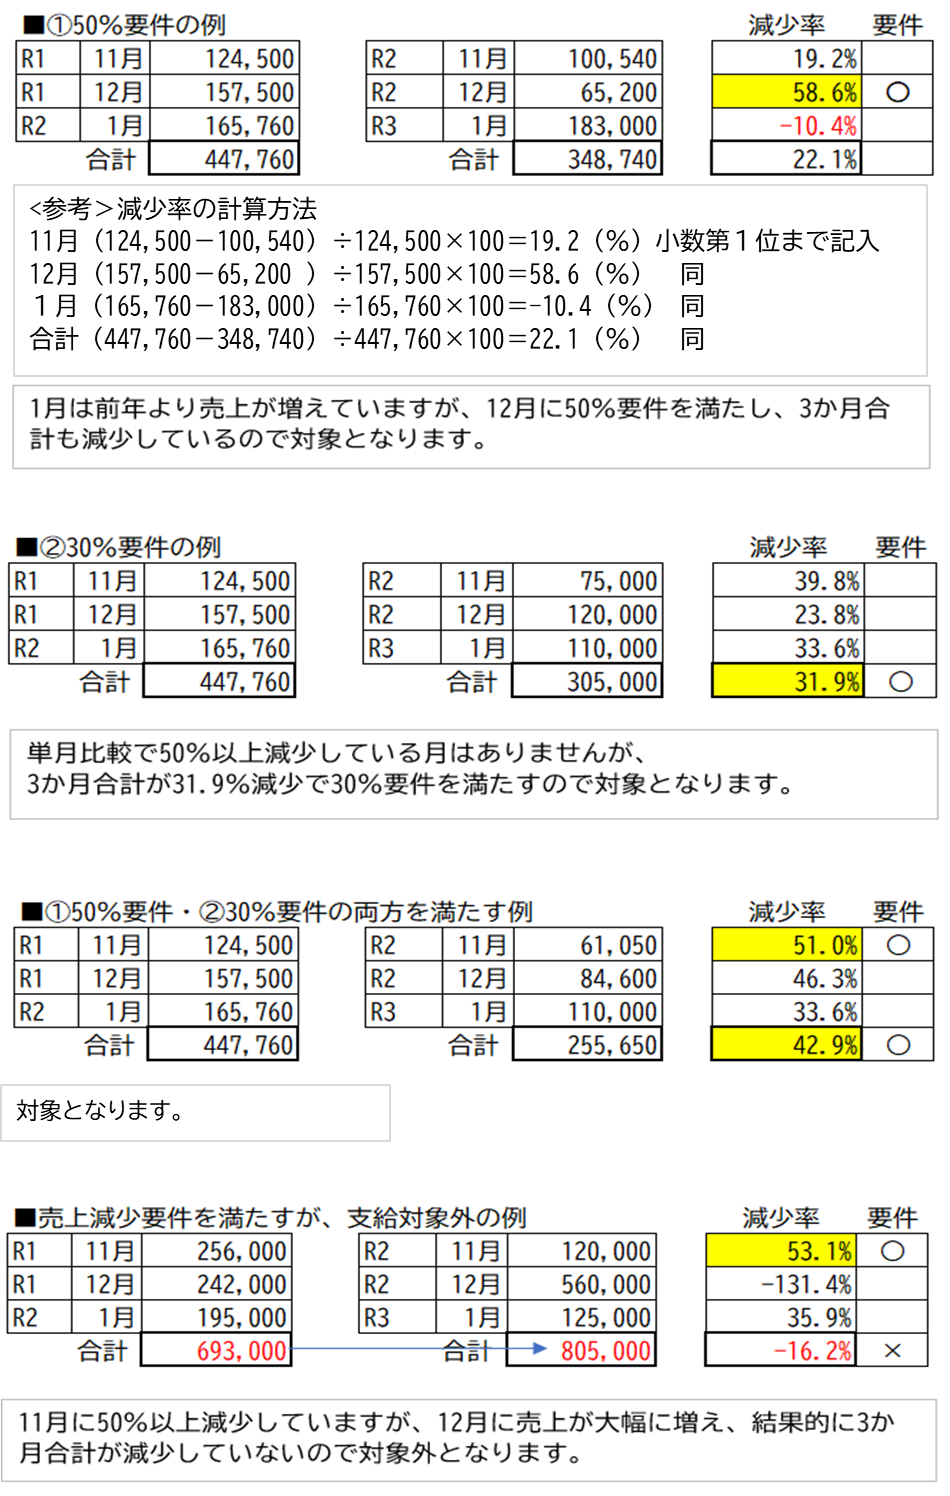 ■①50%要件の例 減少率 要件
R1 11月 124,500 R2 11月 100,540 19.2%
R1 12月 157,500 R2 12月 65,200 58.6% ○
R2 1月 165,760 R3 1月 183,000 -10.4%
合計 447,760 合計 348,740 22.1%
<参考＞減少率の計算方法
11月（124,500－100,540）÷124,500×100＝19.2（%）小数第１位まで記入
12月（157,500－65,200 ）÷157,500×100＝58.6（%） 同
１月（165,760－183,000）÷165,760×100＝-10.4（%） 同
合計（447,760－348,740）÷447,760×100＝22.1（%） 同
1月は前年より売上が増えていますが、12月に50%要件を満たし、3か月合
計も減少しているので対象となります。
■②30%要件の例 減少率 要件
R1 11月 124,500 R2 11月 75,000 39.8%
R1 12月 157,500 R2 12月 120,000 23.8%
R2 1月 165,760 R3 1月 110,000 33.6%
合計 447,760 合計 305,000 31.9% ○
単月比較で50%以上減少している月はありませんが、
3か月合計が31.9%減少で30%要件を満たすので対象となります。
■①50%要件・②30%要件の両方を満たす例 減少率 要件
R1 11月 124,500 R2 11月 61,050 51.0% ○
R1 12月 157,500 R2 12月 84,600 46.3%
R2 1月 165,760 R3 1月 110,000 33.6%
合計 447,760 合計 255,650 42.9% ○
対象となります。
■売上減少要件を満たすが、支給対象外の例 減少率 要件
R1 11月 256,000 R2 11月 120,000 53.1% ○
R1 12月 242,000 R2 12月 560,000 -131.4%
R2 1月 195,000 R3 1月 125,000 35.9%
合計 693,000 合計 805,000 -16.2% ×
11月に50%以上減少していますが、12月に売上が大幅に増え、結果的に3か
月合計が減少していないので対象外となります。